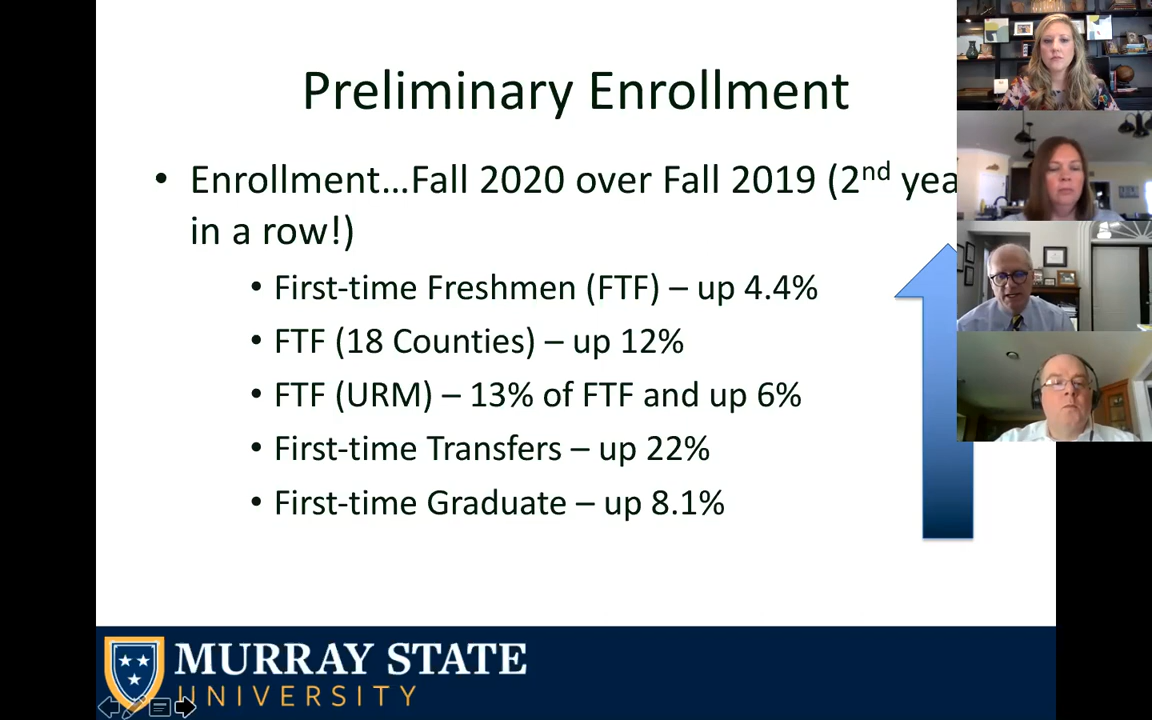 Preliminary Enrollment
• Enrollment...Fall 2020 over Fall 2019 (2nd yea
in a row!)
• First-time Freshmen (FTF) – up 4.4%
• FTF (18 Counties) – up 12%
• FTF (URM) – 13% of FTF and up 6%
• First-time Transfers – up 22%
• First-time Graduate – up 8.1%
MURRAY STATE
UNIVERSITY